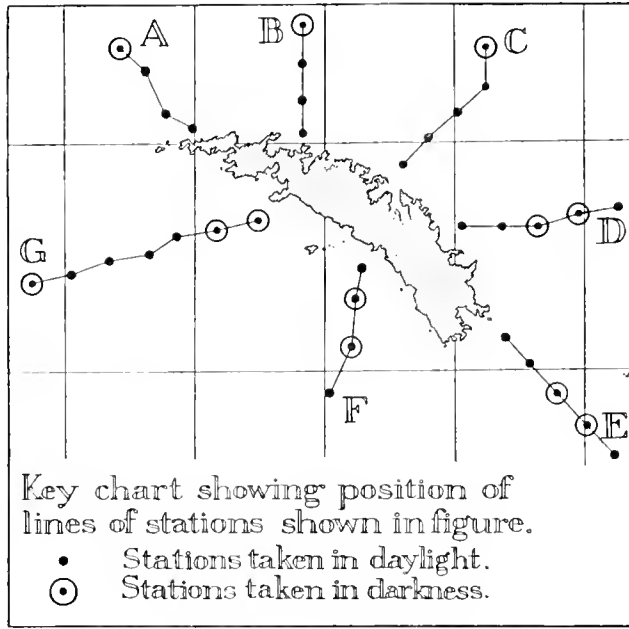 A
B
C
D
E
F
G
Key chart showing position of
lines of stations shown in figure.
Stations taken in daylight.
Stations taken in darkness.